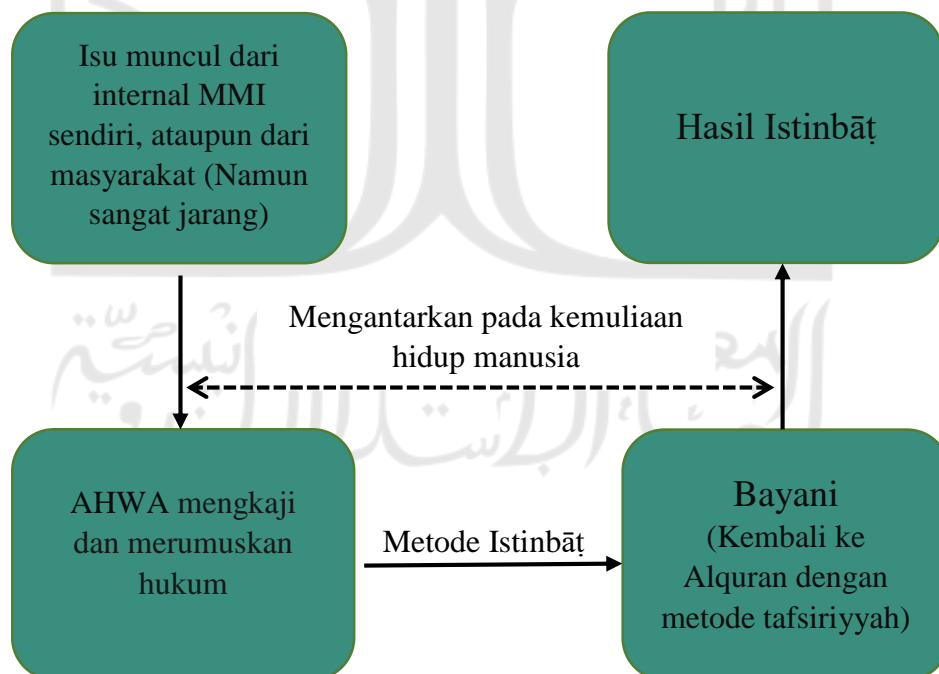 Isu muncul dari
internal MMI
sendiri, ataupun dari
masyarakat (Namun
sangat jarang)
Hasil Istinbāṭ
Mengantarkan pada kemuliaan
hidup manusia
AHWA mengkaji
dan merumuskan
hukum
Metode Istinbāṭ
Bayani
(Kembali ke
Alquran dengan
metode tafsiriyyah)